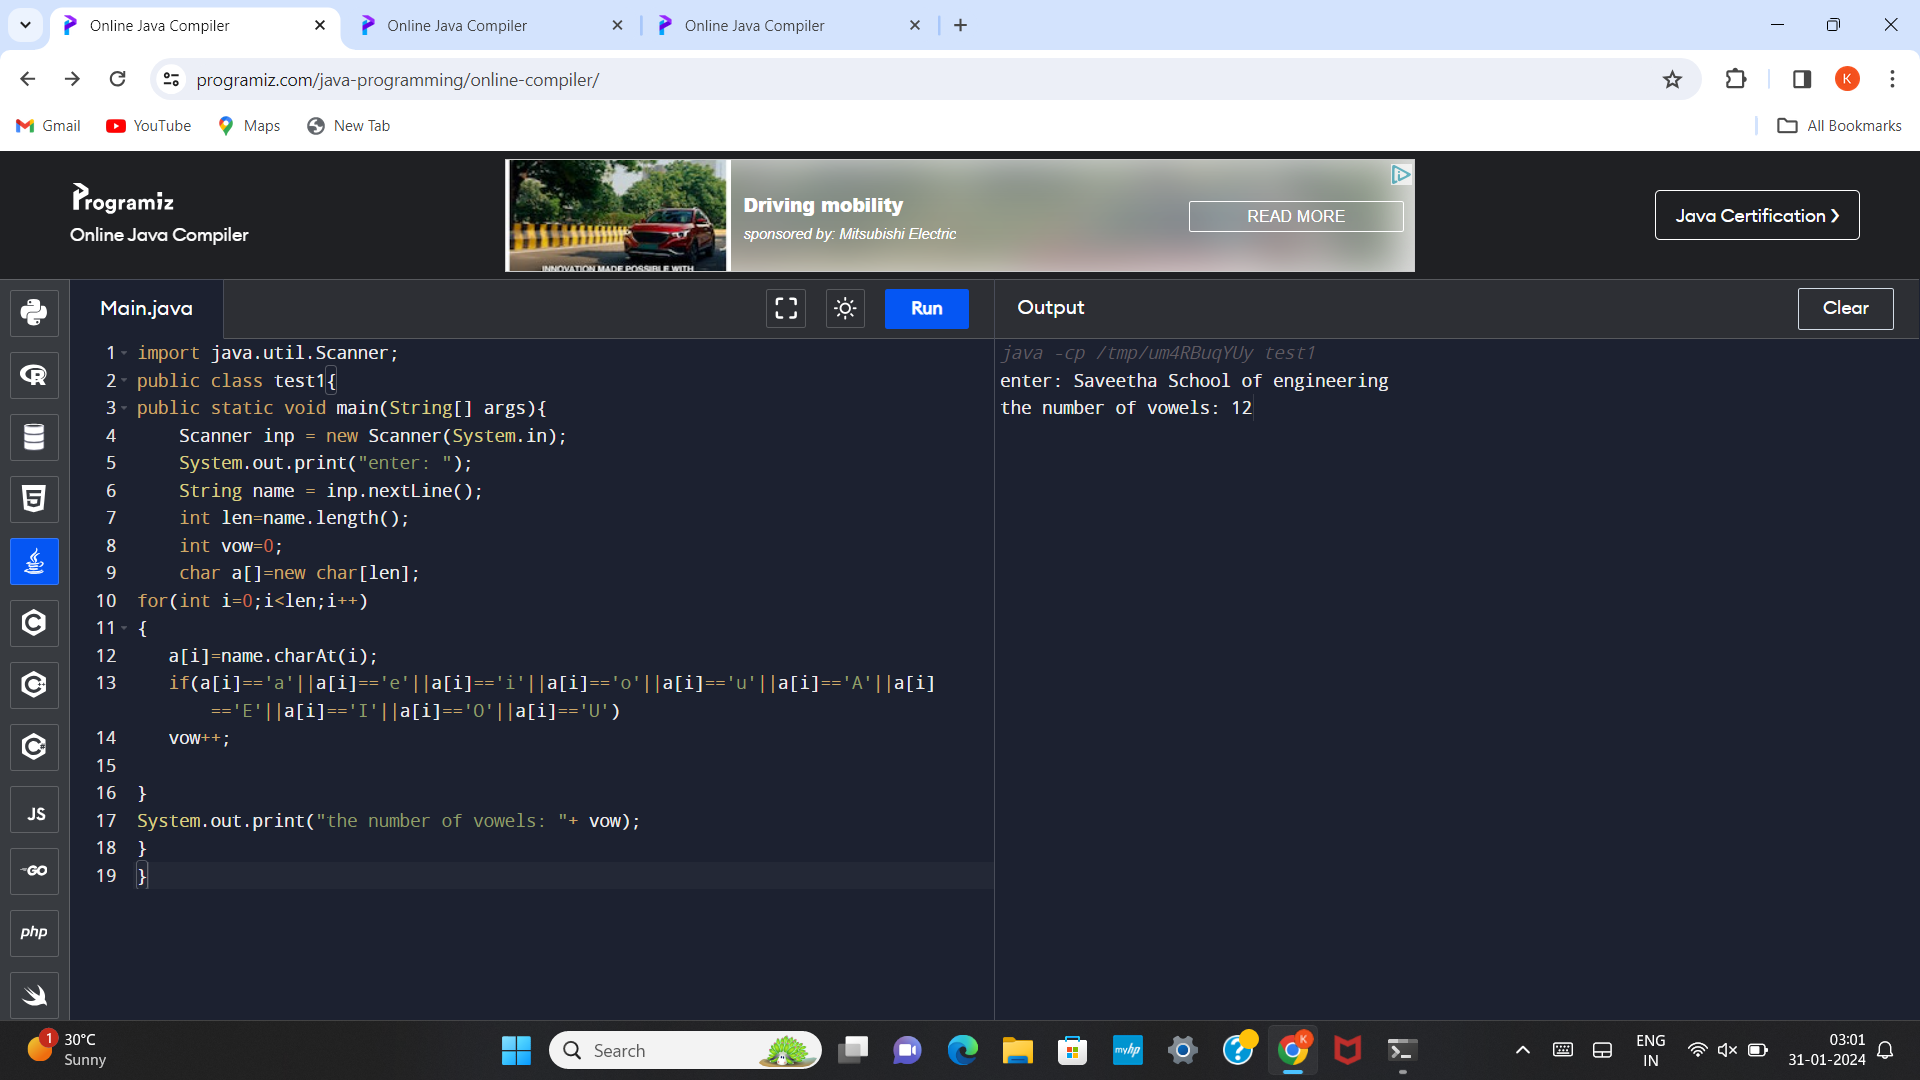 Online Java Compiler
Online Java Compiler
Online Java Compiler
programiz.com/java-programming/online-compiler/
K
Gmail
YouTube
Maps
New Tab
All Bookmarks
Programiz
Online Java Compiler
INNOVATION MADE POSSIBLE WITH
Driving mobility
sponsored by: Mitsubishi Electric
READ MORE
Java Certification ❯
Main.java
Run
Output
Clear
1 import java.util.Scanner;
2 public class test1{
3 public static void main(String[] args){
4 Scanner inp = new Scanner(System.in);
5 System.out.print("enter: ");
6 String name = inp.nextLine();
7 int len=name.length();
8 int vow=0;
9 char a[]=new char[len];
10 for(int i=0;i<len;i++)
11 {
12 a[i]=name.charAt(i);
13 if(a[i]=='a'||a[i]=='e'||a[i]=='i'||a[i]=='o'||a[i]=='u'||a[i]=='A'||a[i]
=='E'||a[i]=='I'||a[i]=='O'||a[i]=='U')
14 vow++;
15
16 }
17 System.out.print("the number of vowels: "+ vow);
18 }
19 }
java -cp /tmp/um4RBuqYUy test1
enter: Saveetha School of engineering
the number of vowels: 12
R
5
C
C++
C#
JS
GO
php
1
30°C
Sunny
Search
myhp
?
K
ENG
IN
03:01
31-01-2024